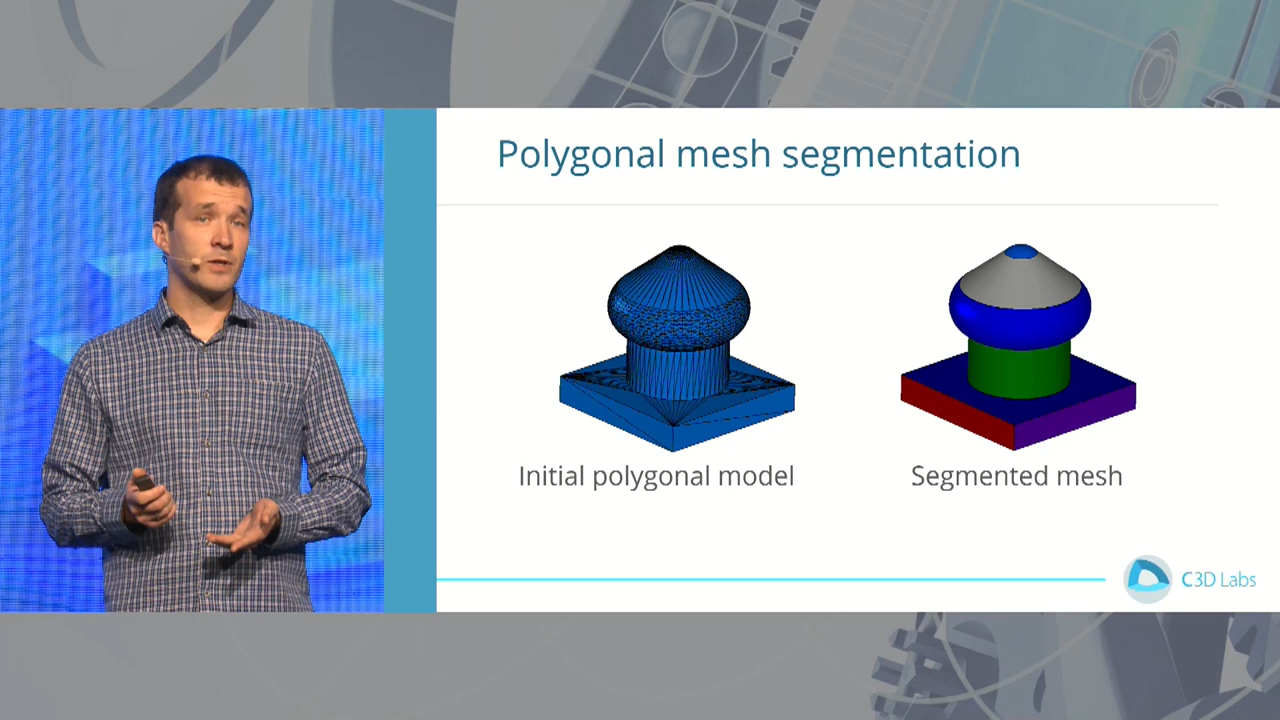 Polygonal mesh segmentation
Initial polygonal model
Segmented mesh
C3D Labs